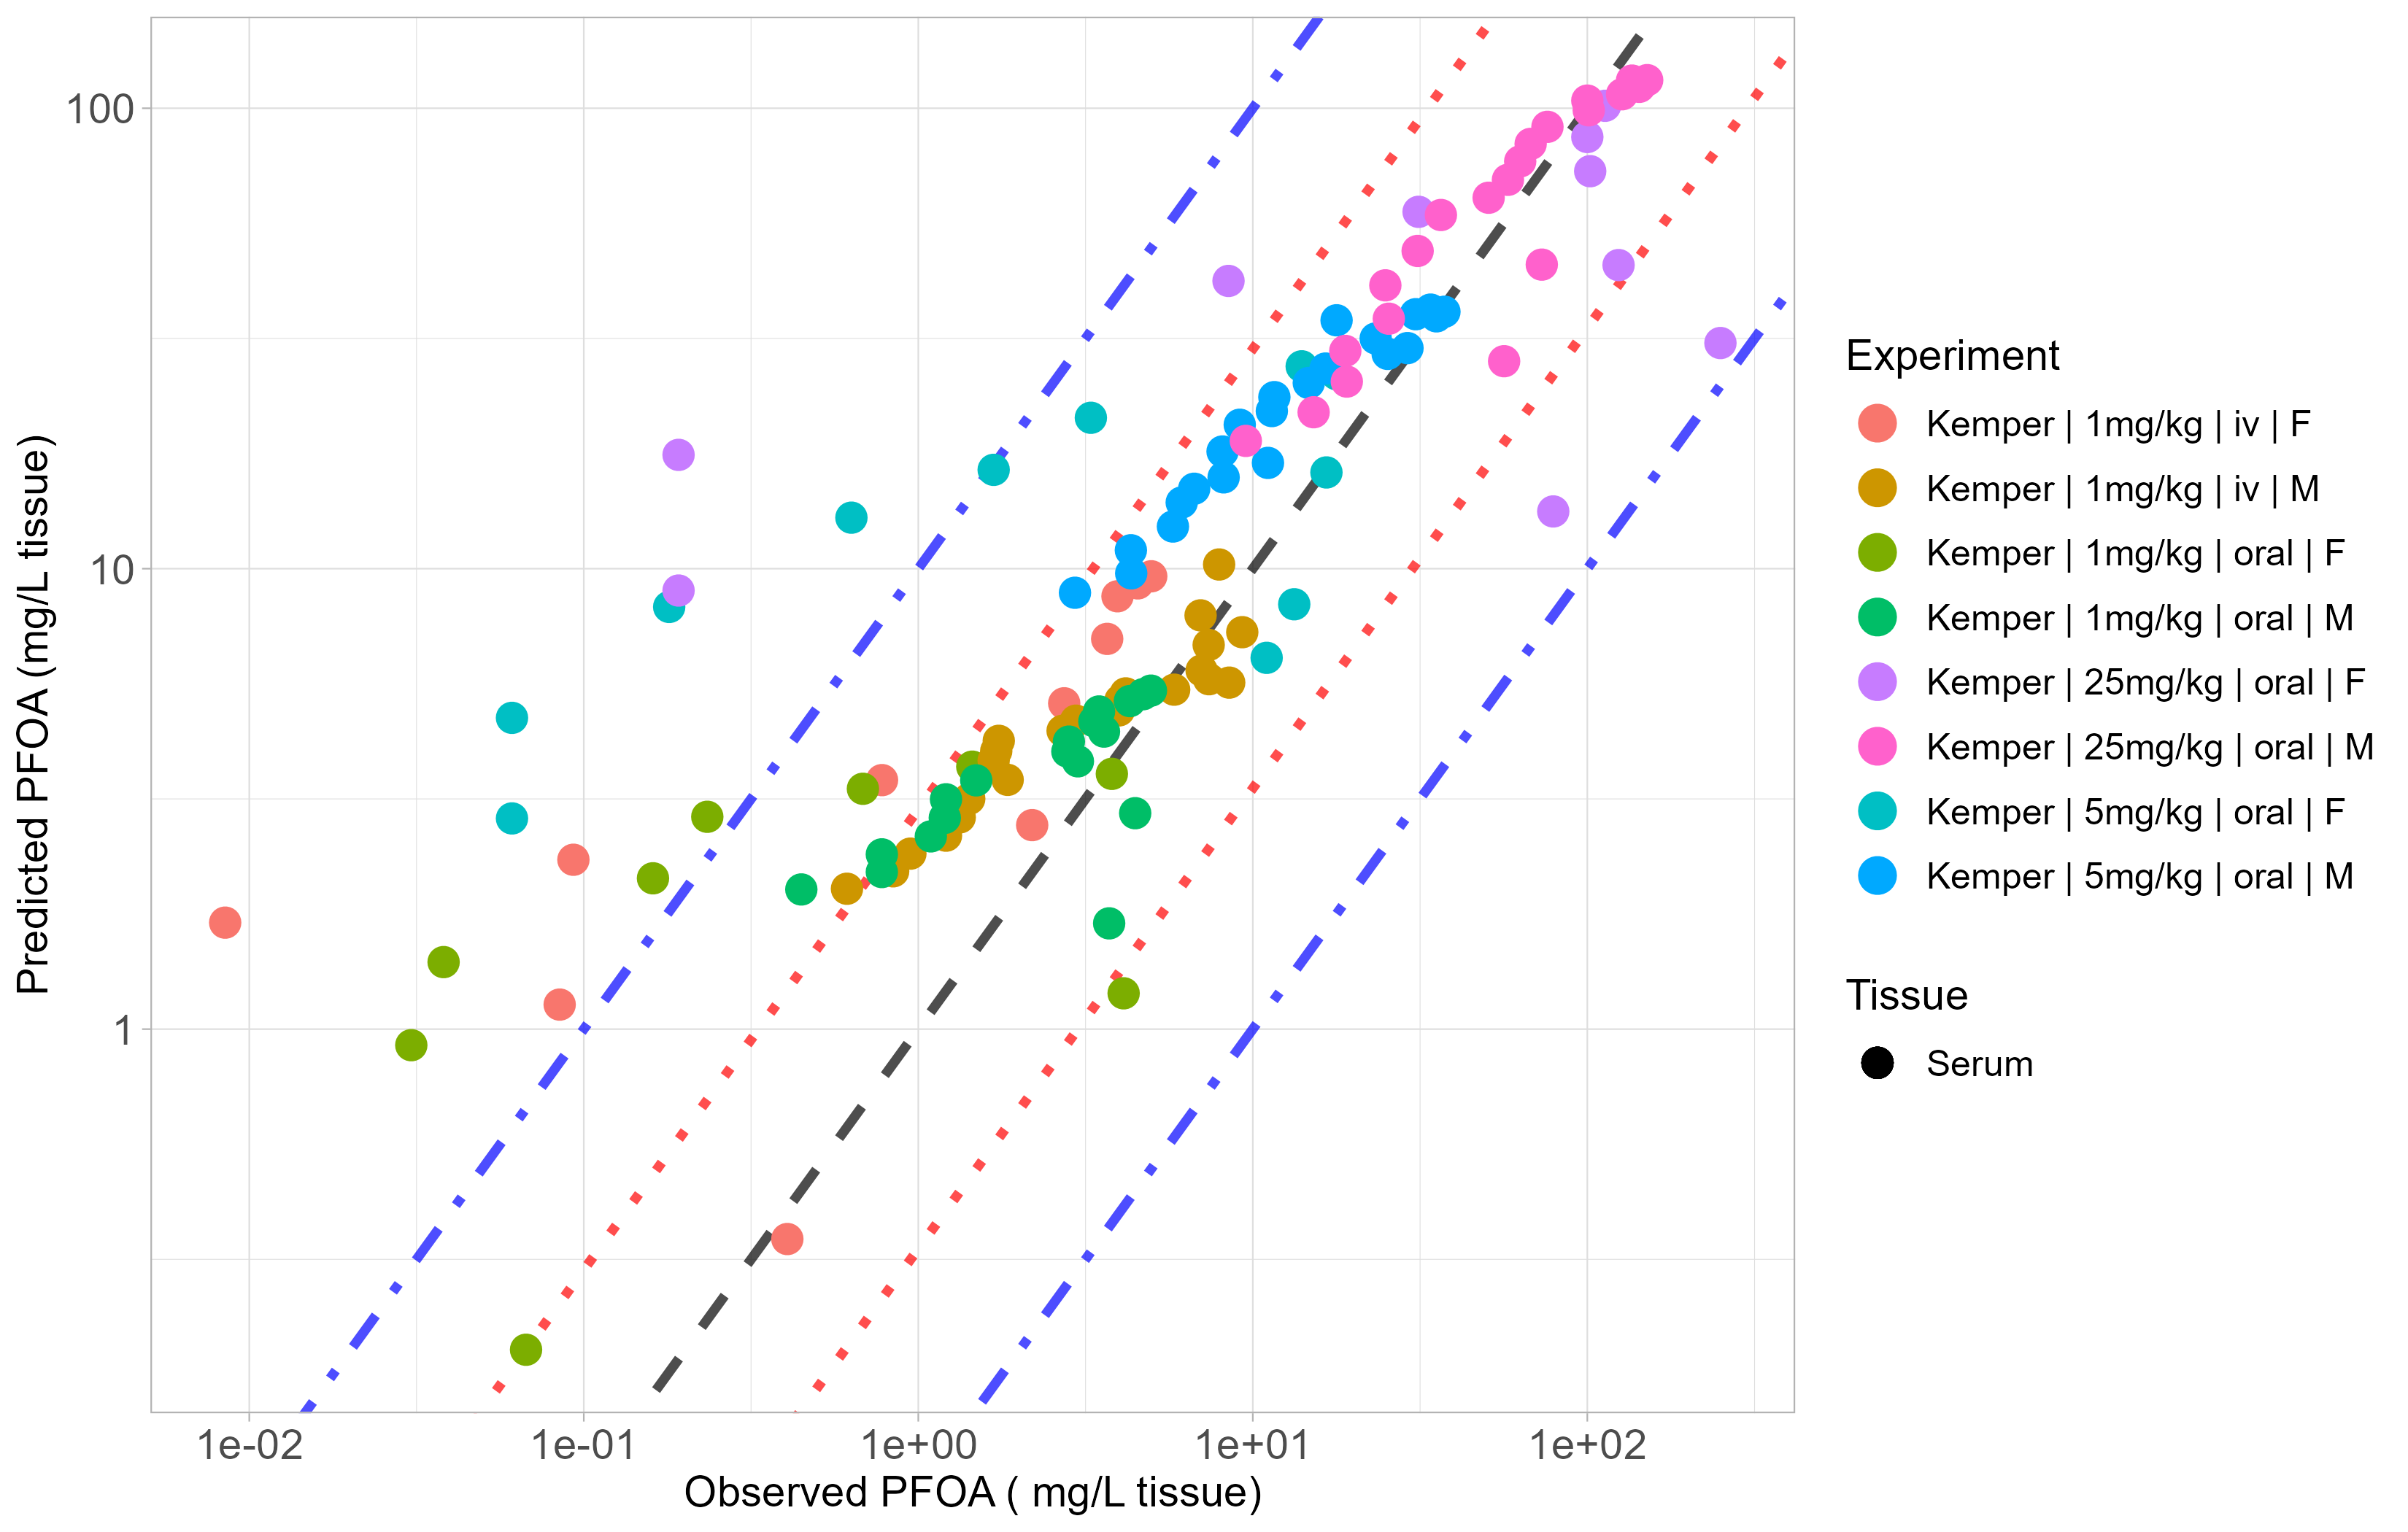 Predicted PFOA (mg/L tissue)
100
10
1
1e-02 1e-01 1e+00 1e+01 1e+02
Observed PFOA ( mg/L tissue)
Experiment
Kemper | 1mg/kg | iv | F
Kemper | 1mg/kg | iv | M
Kemper | 1mg/kg | oral | F
Kemper | 1mg/kg | oral | M
Kemper | 25mg/kg | oral | F
Kemper | 25mg/kg | oral | M
Kemper | 5mg/kg | oral | F
Kemper | 5mg/kg | oral | M
Tissue
Serum